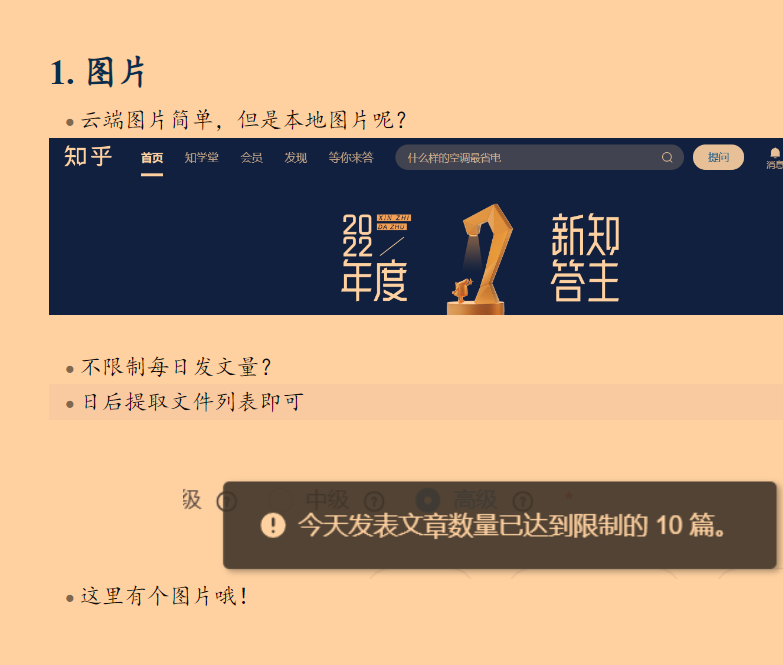 1. 图片
云端图片简单，但是本地图片呢？
知乎 首页 知学堂 会员 发现 等你来答 什么样的空调最省电 提问 消息
2022 XIN ZHI DA ZHU
年度 新知答主
不限制每日发文量？
日后提取文件列表即可
级 中级 高级 *
今天发表文章数量已达到限制的 10 篇。
这里有个图片哦！